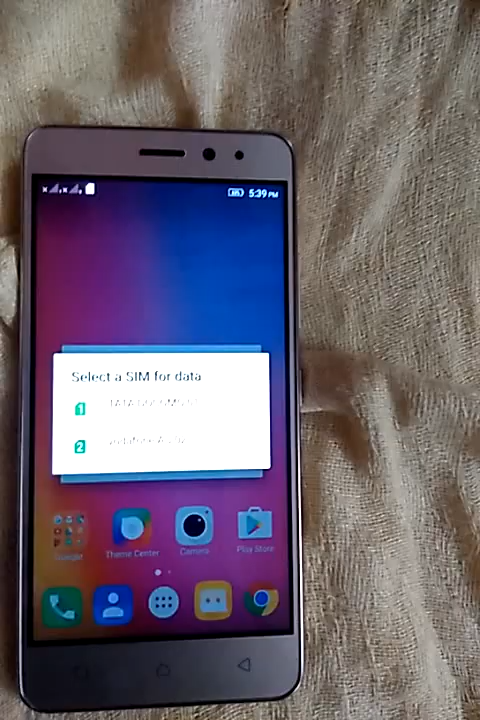 5:39 PM
Select a SIM for data
1
2
Google
Theme Center
Camera
Play Store